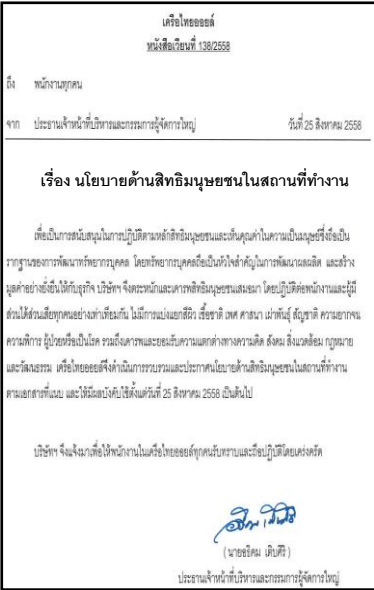 เครือไทยออยล์
หนังสือเวียนที่ 138/2558
ถึง พนักงานทุกคน
จาก ประธานเจ้าหน้าที่บริหารและกรรมการผู้จัดการใหญ่ วันที่ 25 สิงหาคม 2558
เรื่อง นโยบายด้านสิทธิมนุษยชนในสถานที่ทำงาน
เพื่อเป็นการสนับสนุนในการปฏิบัติตามหลักสิทธิมนุษยชนและเห็นคุณค่าในความเป็นมนุษย์ซึ่งถือเป็น
รากฐานของการพัฒนาทรัพยากรบุคคล โดยทรัพยากรบุคคลถือเป็นหัวใจสำคัญในการพัฒนาผลผลิต และสร้าง
มูลค่าอย่างยั่งยืนให้กับธุรกิจ บริษัทฯ จึงตระหนักและเคารพสิทธิมนุษยชนเสมอมา โดยปฏิบัติต่อพนักงานและผู้มี
ส่วนได้ส่วนเสียทุกคนอย่างเท่าเทียมกัน ไม่มีการแบ่งแยกสีผิว เชื้อชาติ เพศ ศาสนา เผ่าพันธุ์ สัญชาติ ความยากจน
ความพิการ ผู้ป่วยหรือเป็นโรค รวมถึงเคารพและยอมรับความแตกต่างทางความคิด สังคม สิ่งแวดล้อม กฎหมาย
และวัฒนธรรม เครือไทยออยล์จึงดำเนินการรวบรวมและประกาศนโยบายด้านสิทธิมนุษยชนในสถานที่ทำงาน
ตามเอกสารที่แนบ และให้มีผลบังคับใช้ตั้งแต่วันที่ 25 สิงหาคม 2558 เป็นต้นไป
บริษัทฯ จึงแจ้งมาเพื่อให้พนักงานในเครือไทยออยล์ทุกคนรับทราบและถือปฏิบัติโดยเคร่งครัด
( นายอธิคม เติบศิริ )
ประธานเจ้าหน้าที่บริหารและกรรมการผู้จัดการใหญ่